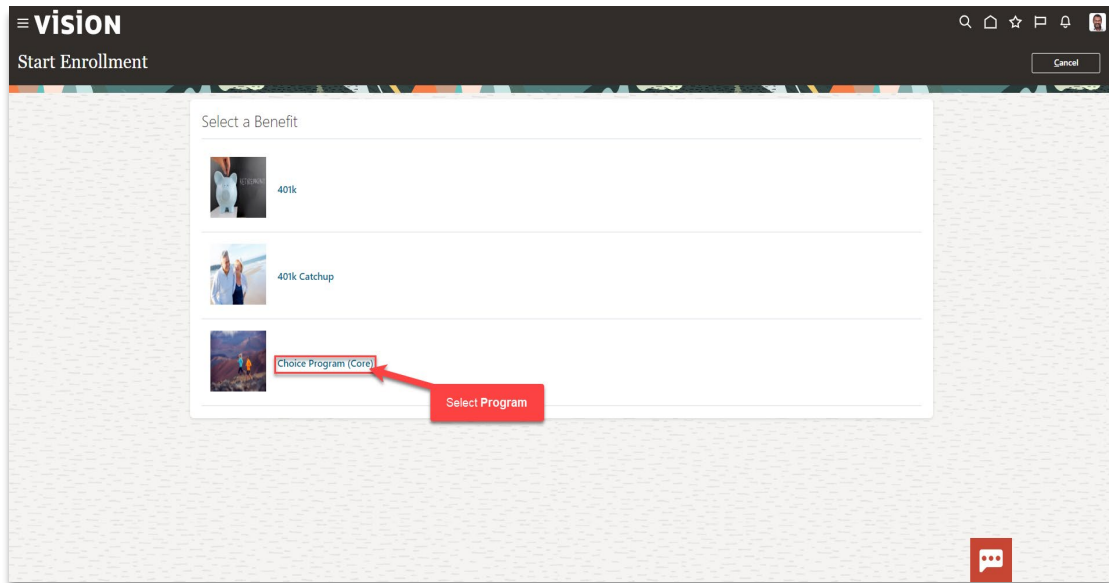 vision
Start Enrollment
Cancel
Select a Benefit
RETIREMENT
401k
401k Catchup
Choice Program (Core)
Select Program